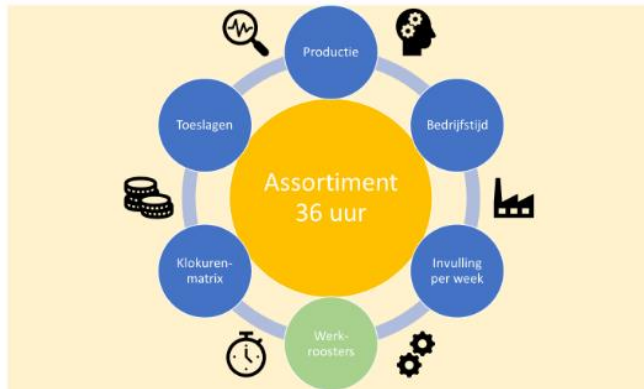 Productie
Toeslagen
Bedrijfstijd
Assortiment
36 uur
Klokuren-
matrix
Invulling
per week
Werk-
roosters